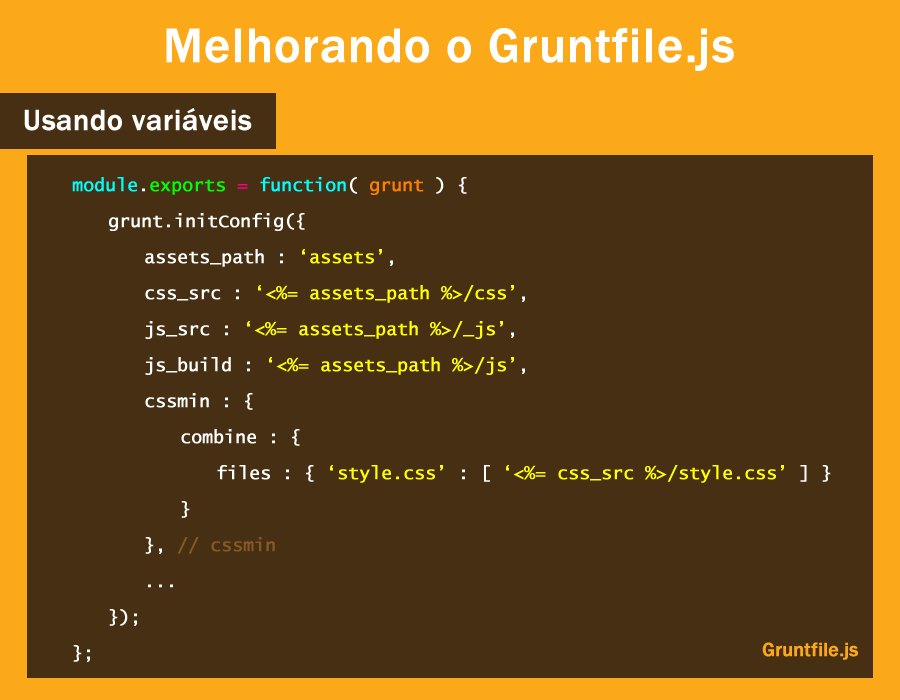 Melhorando o Gruntfile.js
Usando variáveis
module.exports = function( grunt ) {
grunt.initConfig({
assets_path : ‘assets’,
css_src : ‘<%= assets_path %>/css’,
js_src : ‘<%= assets_path %>/_js’,
js_build : ‘<%= assets_path %>/js’,
cssmin : {
combine : {
files : { ‘style.css’ : [ ‘<%= css_src %>/style.css’ ] }
}
}, // cssmin
...
});
};
Gruntfile.js